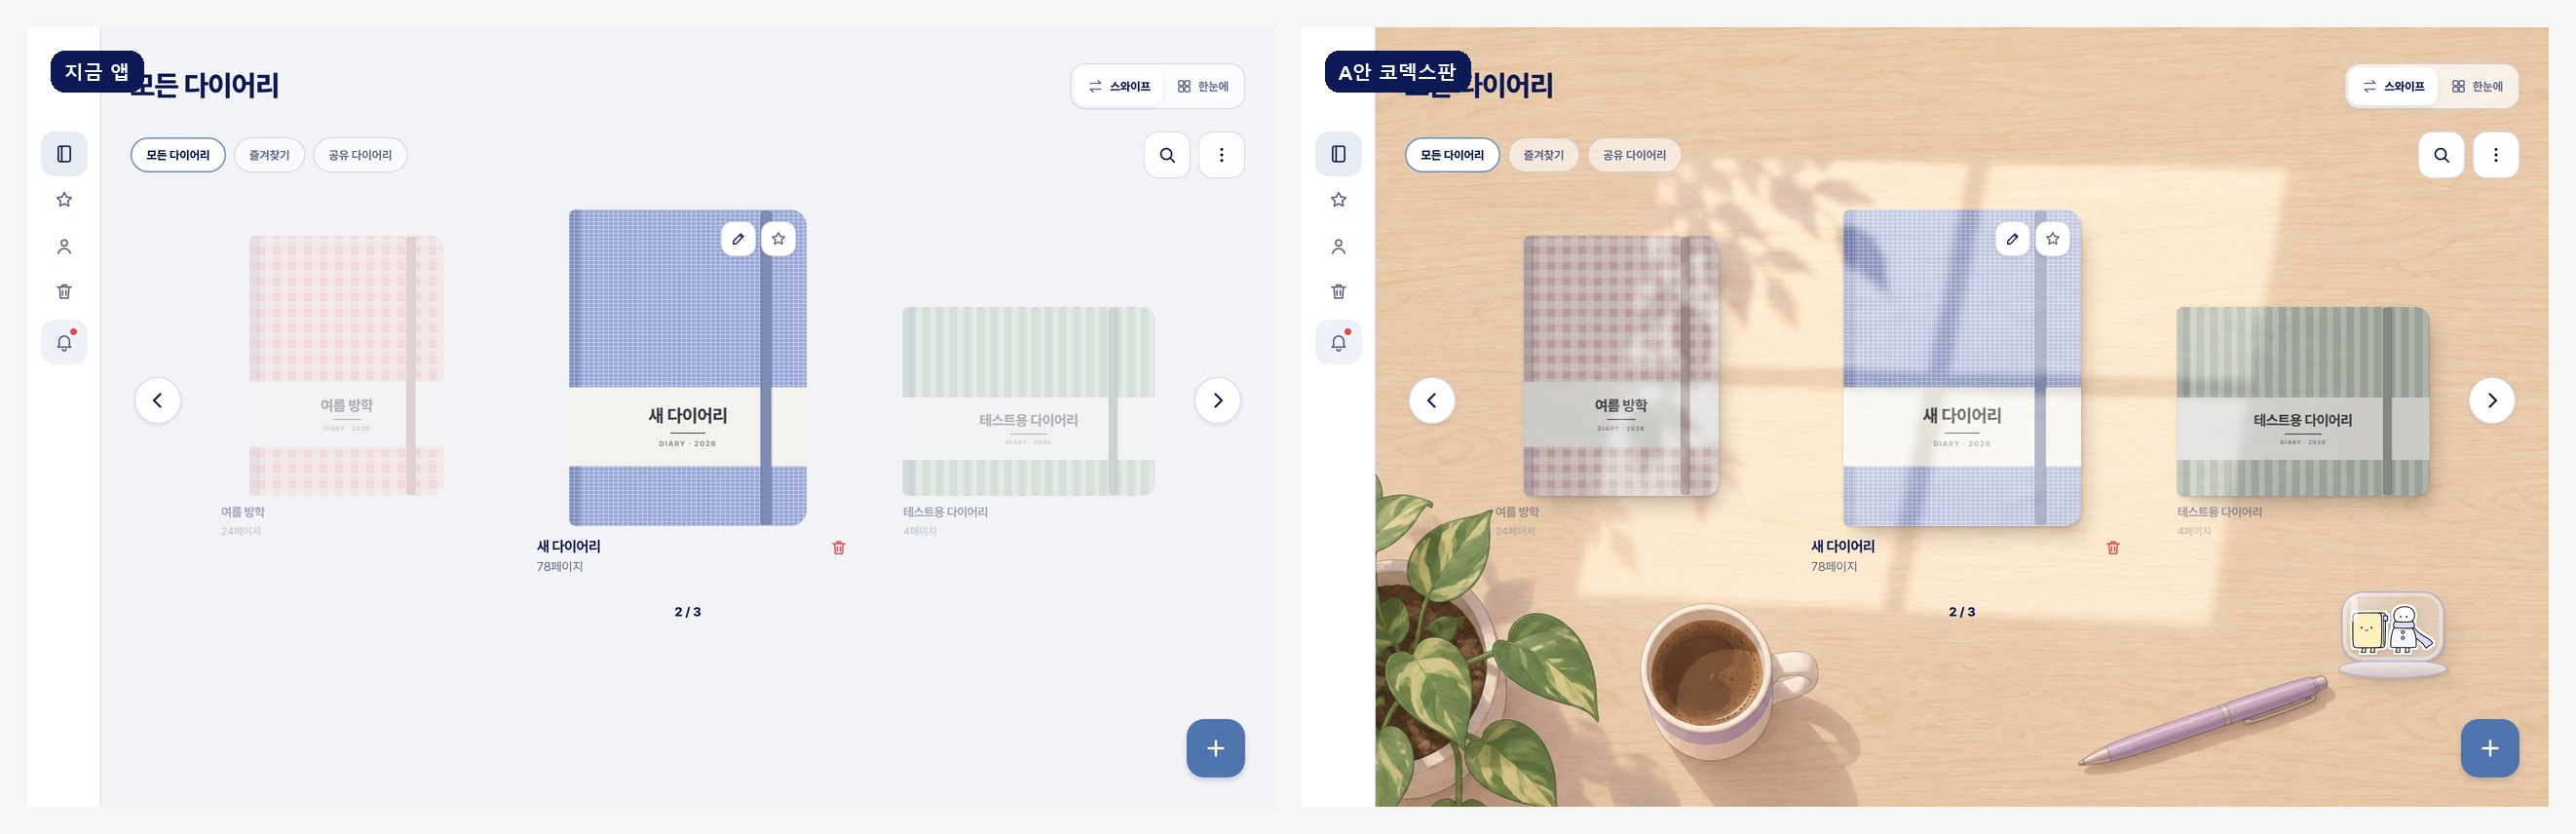 지금 앱
모든 다이어리
스와이프
한눈에
모든 다이어리
즐겨찾기
공유 다이어리
여름 방학
DIARY · 2026
새 다이어리
DIARY · 2026
테스트용 다이어리
DIARY · 2026
여름 방학
24페이지
새 다이어리
78페이지
테스트용 다이어리
4페이지
2 / 3
A안 코덱스판
다이어리
스와이프
한눈에
모든 다이어리
즐겨찾기
공유 다이어리
여름 방학
DIARY · 2026
새 다이어리
DIARY · 2026
테스트용 다이어리
DIARY · 2026
여름 방학
24페이지
새 다이어리
78페이지
테스트용 다이어리
4페이지
2 / 3